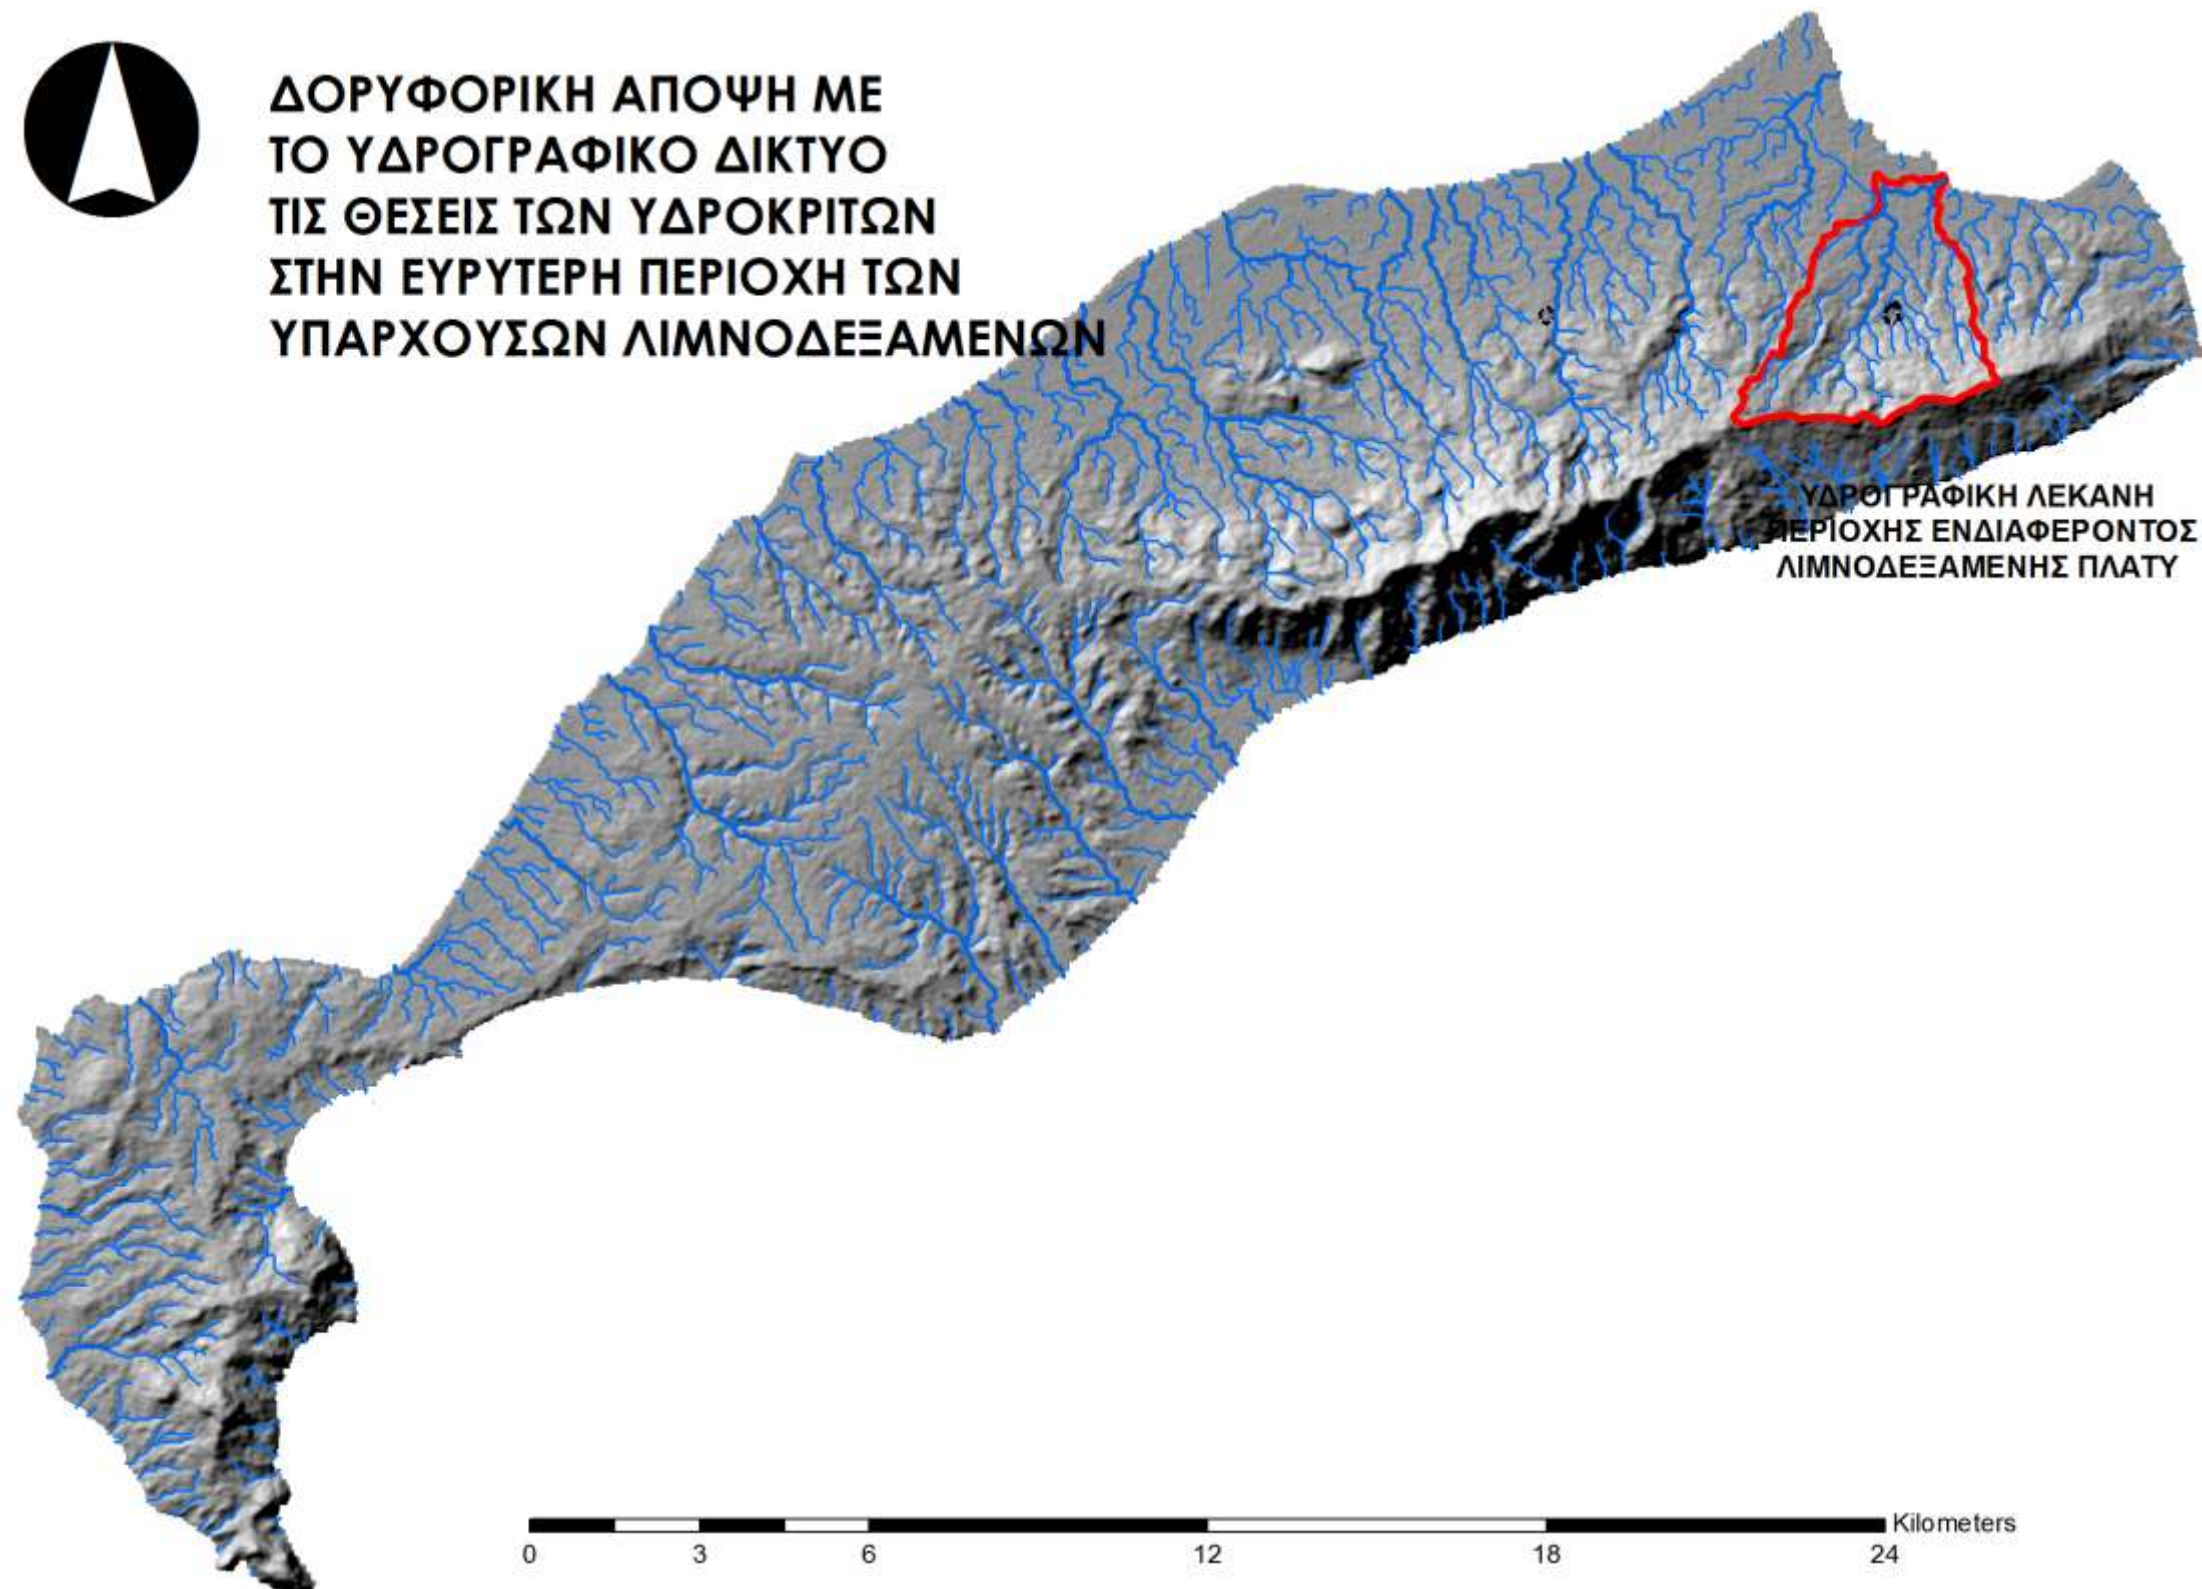 ΔΟΡΥΦΟΡΙΚΗ ΑΠΟΨΗ ΜΕ
ΤΟ ΥΔΡΟΓΡΑΦΙΚΟ ΔΙΚΤΥΟ
ΤΙΣ ΘΕΣΕΙΣ ΤΩΝ ΥΔΡΟΚΡΙΤΩΝ
ΣΤΗΝ ΕΥΡΥΤΕΡΗ ΠΕΡΙΟΧΗ ΤΩΝ
ΥΠΑΡΧΟΥΣΩΝ ΛΙΜΝΟΔΕΞΑΜΕΝΩΝ
ΥΔΡΟΓΡΑΦΙΚΗ ΛΕΚΑΝΗ
ΠΕΡΙΟΧΗΣ ΕΝΔΙΑΦΕΡΟΝΤΟΣ
ΛΙΜΝΟΔΕΞΑΜΕΝΗΣ ΠΛΑΤΥ
Kilometers
0 3 6 12 18 24